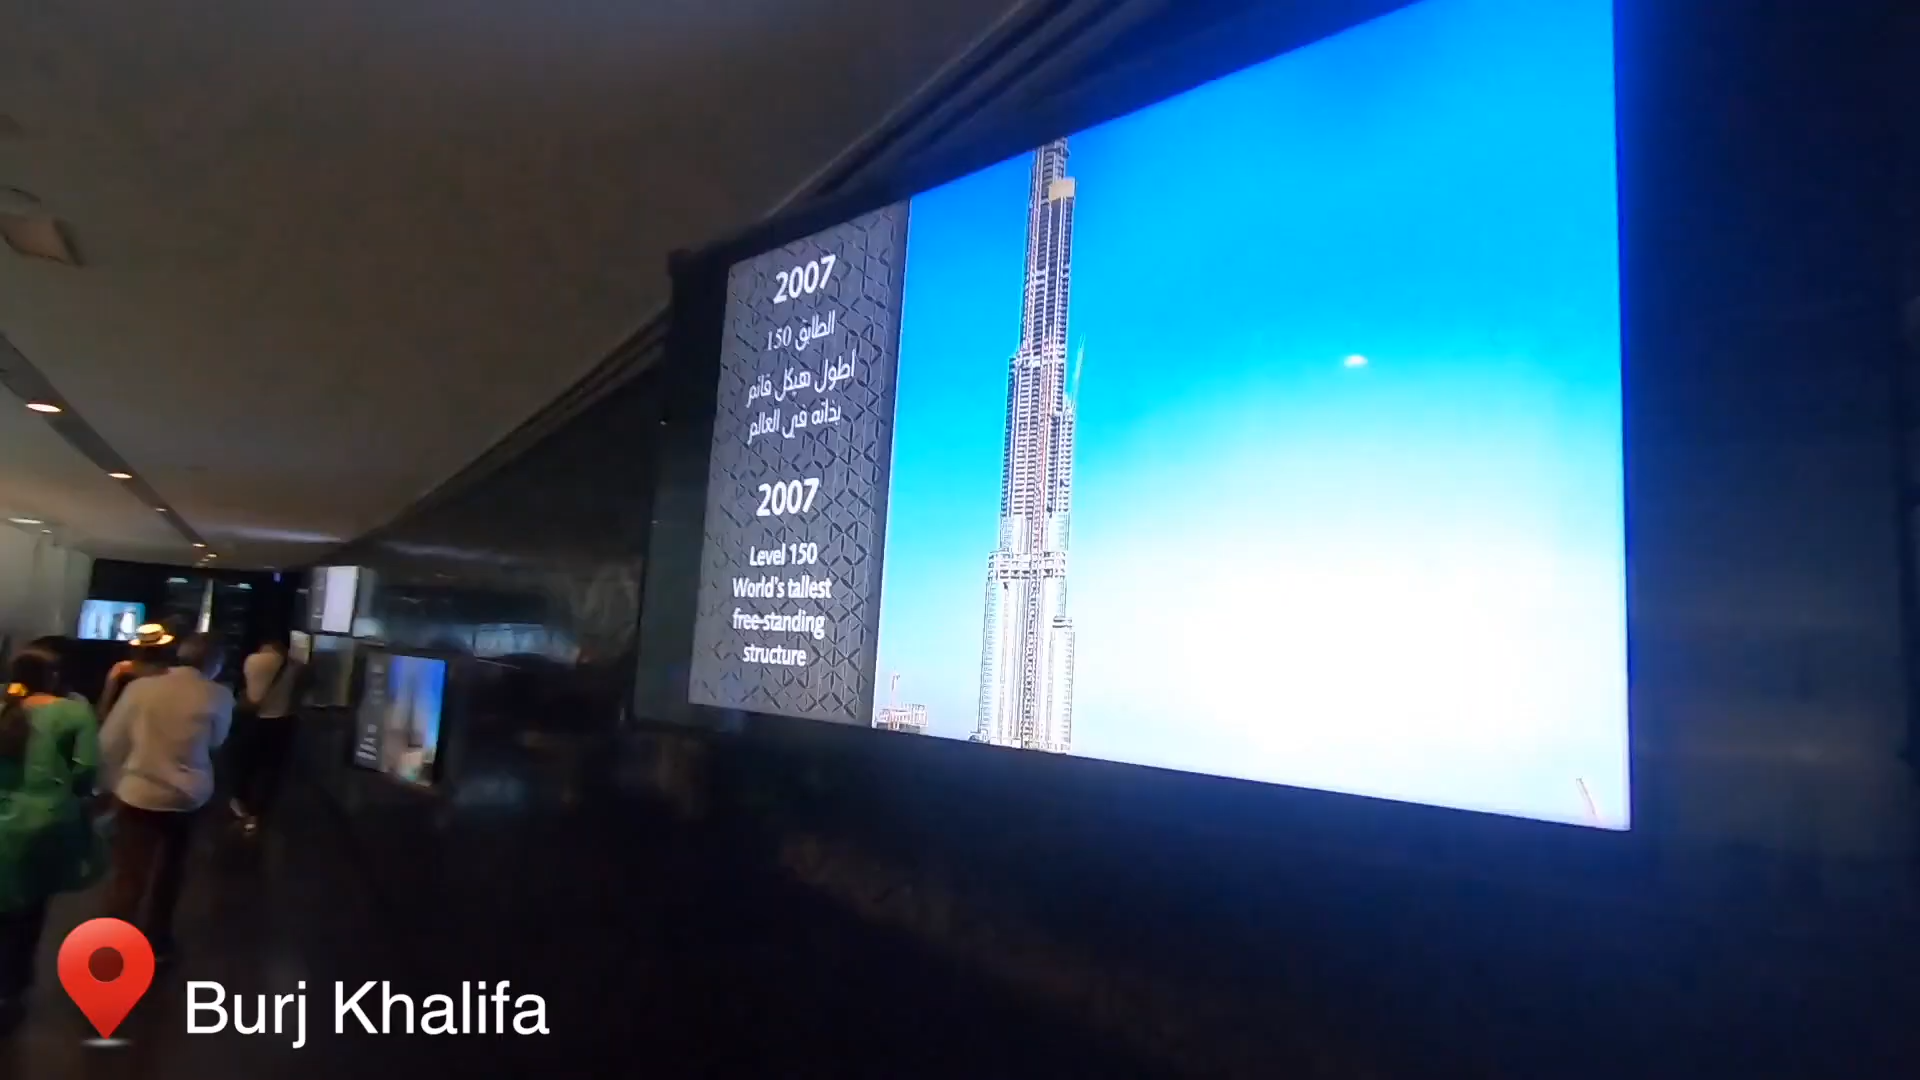 2007
الطابق 150
أطول هيكل قائم
بذاته في العالم
2007
Level 150
World's tallest
free-standing
structure
Burj Khalifa